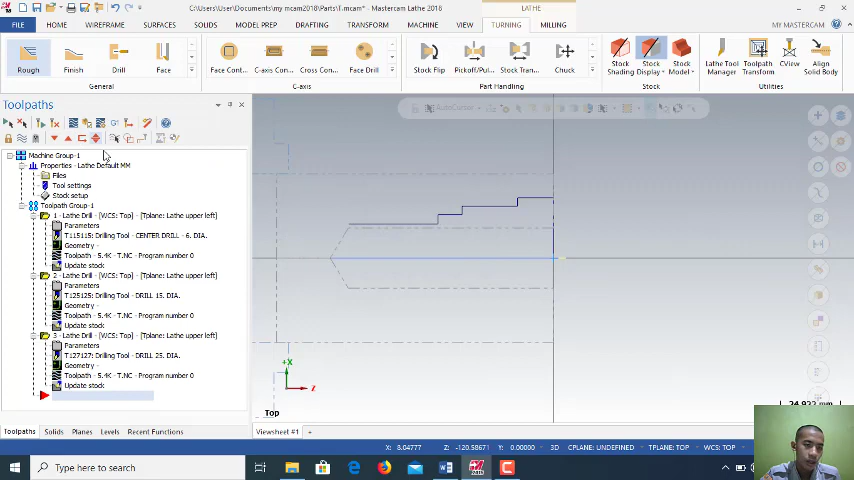 C:\Users\User\Documents\my mcam2018\Parts\T.mcam* - Mastercam Lathe 2018
LATHE
FILE HOME WIREFRAME SURFACES SOLIDS MODEL PREP DRAFTING TRANSFORM MACHINE VIEW TURNING MILLING MY MASTERCAM
Rough Finish Drill Face Face Cont... C-axis Con... Cross Con... Face Drill Stock Flip Pickoff/Pul... Stock Tran... Chuck Stock Shading Stock Display Stock Model Lathe Tool Manager Toolpath Transform CView Align Solid Body
General C-axis Part Handling Stock Utilities
Toolpaths
AutoCursor
Machine Group-1
Properties - Lathe Default MM
Files
Tool settings
Stock setup
Toolpath Group-1
1 - Lathe Drill - [WCS: Top] - [Tplane: Lathe upper left]
Parameters
T115115: Drilling Tool - CENTER DRILL - 6. DIA.
Geometry -
Toolpath - 5.4K - T.NC - Program number 0
Update stock
2 - Lathe Drill - [WCS: Top] - [Tplane: Lathe upper left]
Parameters
T125125: Drilling Tool - DRILL 15. DIA.
Geometry -
Toolpath - 5.4K - T.NC - Program number 0
Update stock
3 - Lathe Drill - [WCS: Top] - [Tplane: Lathe upper left]
Parameters
T127127: Drilling Tool - DRILL 25. DIA.
Geometry -
Toolpath - 5.4K - T.NC - Program number 0
Update stock
+X
Z
Top
24.922 mm
Toolpaths Solids Planes Levels Recent Functions
Viewsheet #1 +
X: 8.04777 Z: -120.58671 Y: 0.00000 3D CPLANE: UNDEFINED TPLANE: TOP WCS: TOP
Type here to search